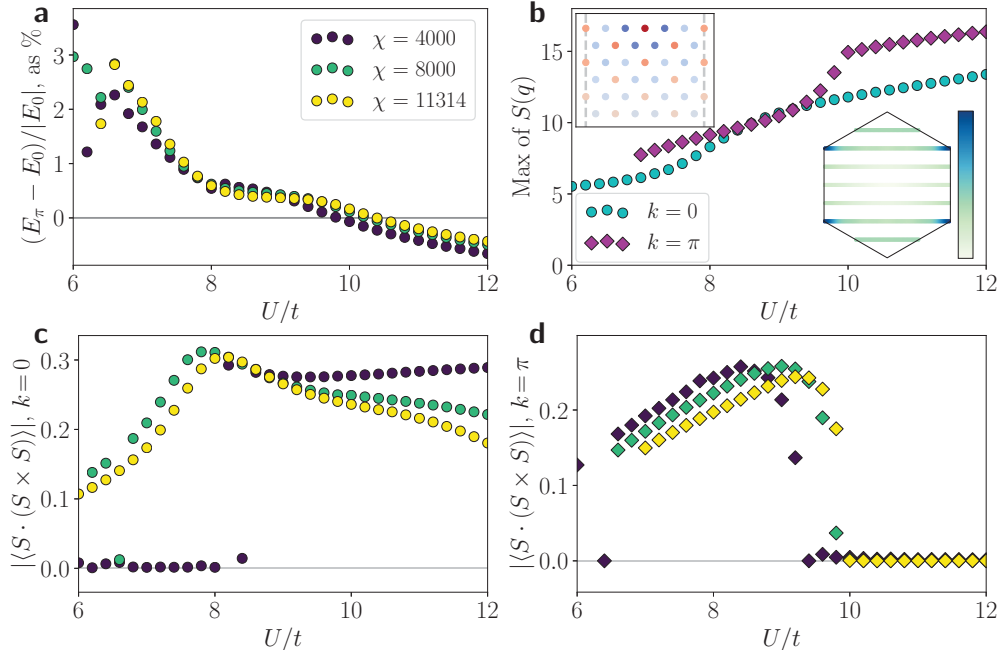 a
(E_π − E_0)/|E_0|, as %
3
2
1
0
χ = 4000
χ = 8000
χ = 11314
6 8 10 12
U/t
b
Max of S(q)
15
10
5
0
k = 0
k = π
6 8 10 12
U/t
c
|⟨S · (S × S)⟩|, k=0
0.3
0.2
0.1
0.0
6 8 10 12
U/t
d
|⟨S · (S × S)⟩|, k=π
0.2
0.1
0.0
6 8 10 12
U/t